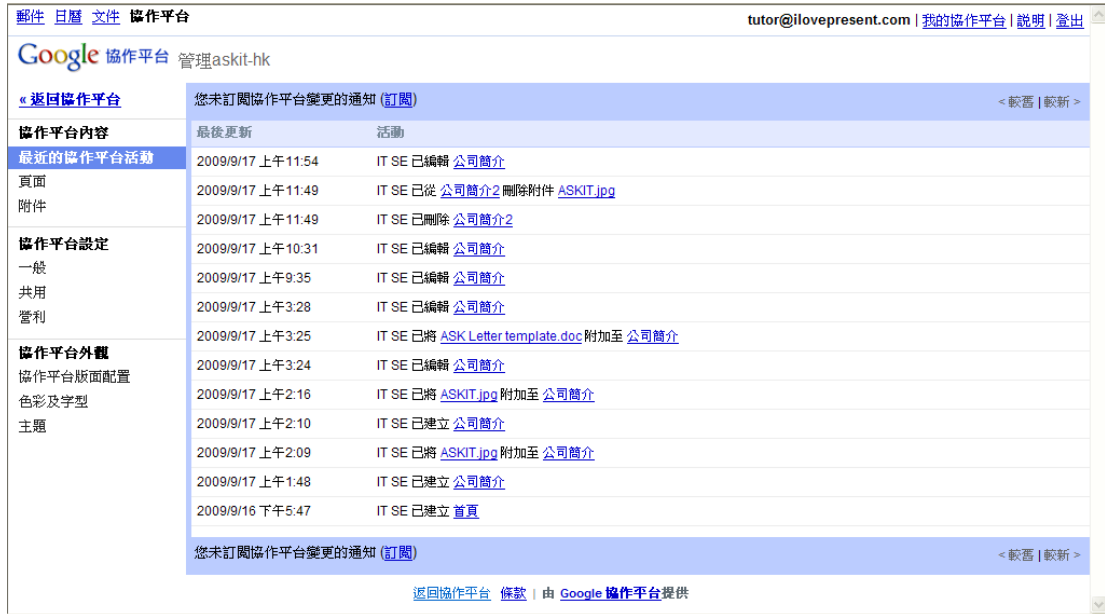 郵件 日曆 文件 協作平台 tutor@ilovepresent.com | 我的協作平台 | 說明 | 登出
Google 協作平台 管理askit-hk
« 返回協作平台
協作平台內容
最近的協作平台活動
頁面
附件
協作平台設定
一般
共用
營利
協作平台外觀
協作平台版面配置
色彩及字型
主題
您未訂閱協作平台變更的通知 (訂閱) < 較舊 | 較新 >
最後更新 活動
2009/9/17 上午11:54 IT SE 已編輯 公司簡介
2009/9/17 上午11:49 IT SE 已從 公司簡介2 刪除附件 ASKIT.jpg
2009/9/17 上午11:49 IT SE 已刪除 公司簡介2
2009/9/17 上午10:31 IT SE 已編輯 公司簡介
2009/9/17 上午9:35 IT SE 已編輯 公司簡介
2009/9/17 上午3:28 IT SE 已編輯 公司簡介
2009/9/17 上午3:25 IT SE 已將 ASK Letter template.doc 附加至 公司簡介
2009/9/17 上午3:24 IT SE 已編輯 公司簡介
2009/9/17 上午2:16 IT SE 已將 ASKIT.jpg 附加至 公司簡介
2009/9/17 上午2:10 IT SE 已建立 公司簡介
2009/9/17 上午2:09 IT SE 已將 ASKIT.jpg 附加至 公司簡介
2009/9/17 上午1:48 IT SE 已建立 公司簡介
2009/9/16 下午5:47 IT SE 已建立 首頁
您未訂閱協作平台變更的通知 (訂閱) < 較舊 | 較新 >
返回協作平台 條款 | 由 Google 協作平台提供